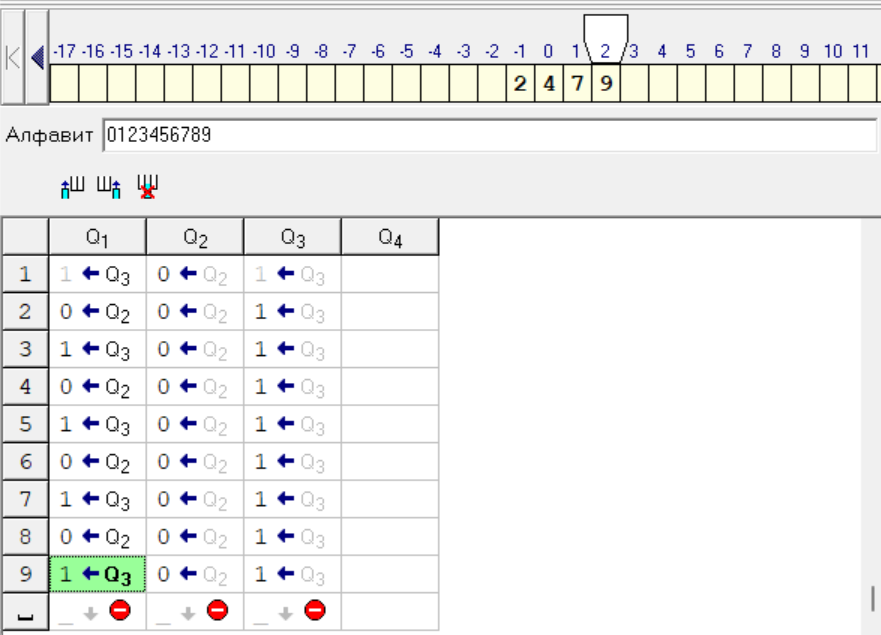 -17 -16 -15 -14 -13 -12 -11 -10 -9 -8 -7 -6 -5 -4 -3 -2 -1 0 1 2 3 4 5 6 7 8 9 10 11
2 4 7 9
Алфавит 0123456789
Q1 Q2 Q3 Q4
1 1 ← Q3 0 ← Q2 1 ← Q3
2 0 ← Q2 0 ← Q2 1 ← Q3
3 1 ← Q3 0 ← Q2 1 ← Q3
4 0 ← Q2 0 ← Q2 1 ← Q3
5 1 ← Q3 0 ← Q2 1 ← Q3
6 0 ← Q2 0 ← Q2 1 ← Q3
7 1 ← Q3 0 ← Q2 1 ← Q3
8 0 ← Q2 0 ← Q2 1 ← Q3
9 1 ← Q3 0 ← Q2 1 ← Q3
␣ _ ↓ _ ↓ _ ↓